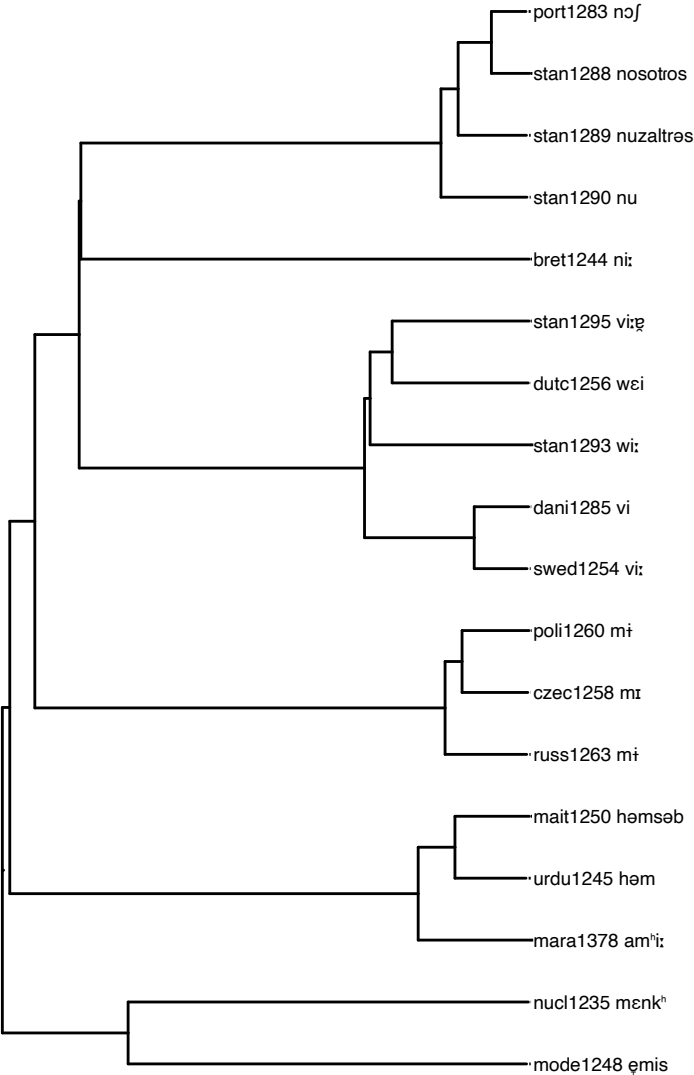 port1283 nɔʃ
stan1288 nosotros
stan1289 nuzaltrəs
stan1290 nu
bret1244 niː
stan1295 viːɐ̯
dutc1256 wɛi
stan1293 wiː
dani1285 vi
swed1254 viː
poli1260 mɨ
czec1258 mɪ
russ1263 mɨ
mait1250 həmsəb
urdu1245 həm
mara1378 amʰiː
nucl1235 mɛnkʰ
mode1248 e̞mis